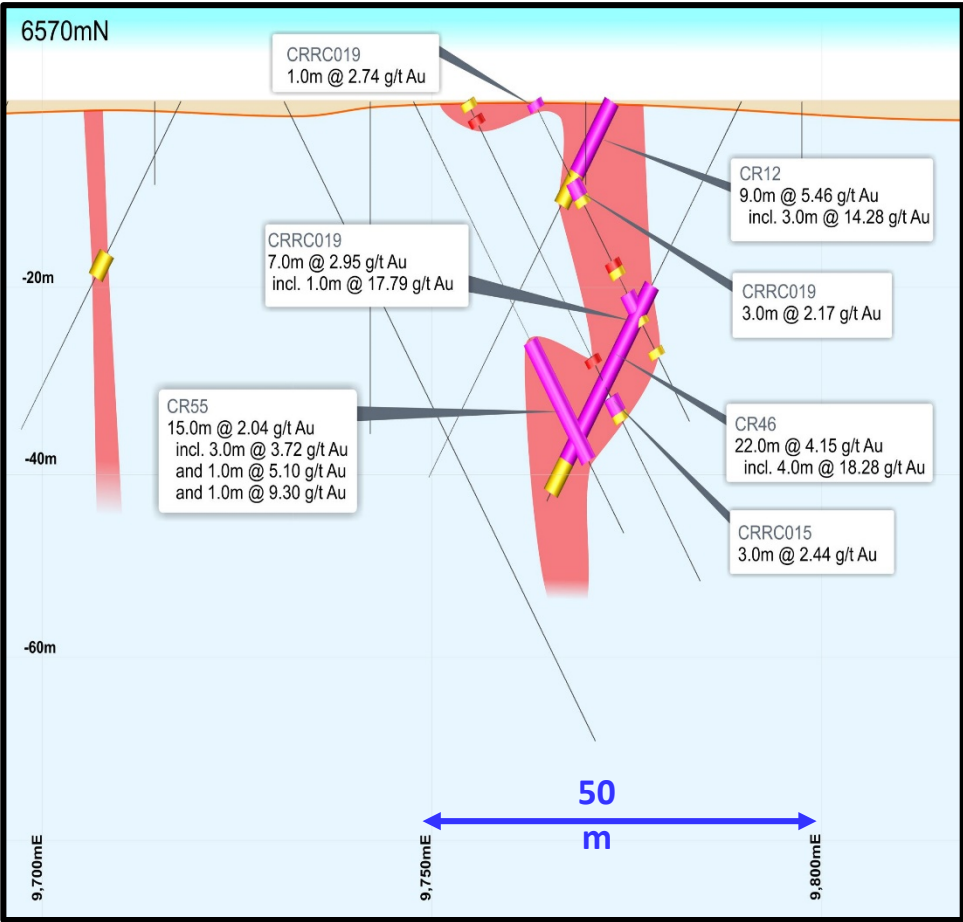 6570mN
CRRC019
1.0m @ 2.74 g/t Au
CR12
9.0m @ 5.46 g/t Au
incl. 3.0m @ 14.28 g/t Au
CRRC019
7.0m @ 2.95 g/t Au
incl. 1.0m @ 17.79 g/t Au
CRRC019
3.0m @ 2.17 g/t Au
-20m
CR55
15.0m @ 2.04 g/t Au
incl. 3.0m @ 3.72 g/t Au
and 1.0m @ 5.10 g/t Au
and 1.0m @ 9.30 g/t Au
CR46
22.0m @ 4.15 g/t Au
incl. 4.0m @ 18.28 g/t Au
-40m
CRRC015
3.0m @ 2.44 g/t Au
-60m
50
m
9,700mE
9,750mE
9,800mE